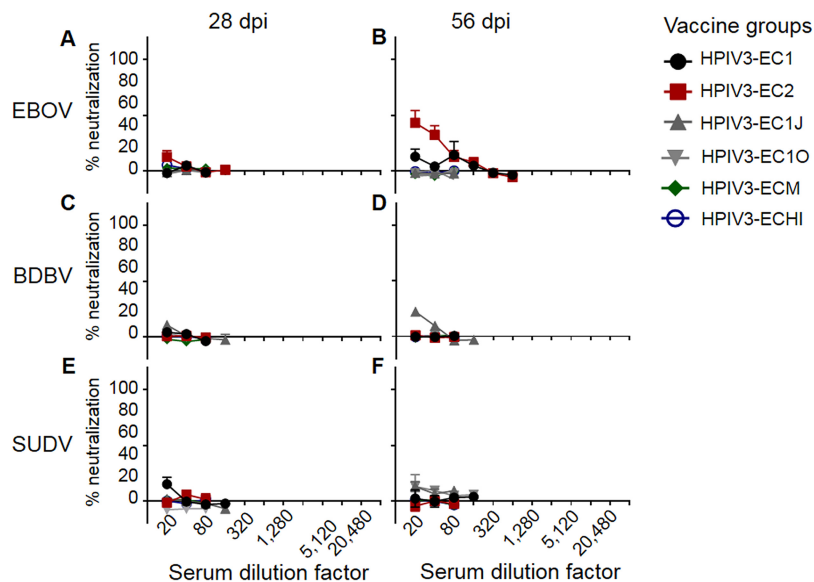 28 dpi 56 dpi
Vaccine groups
HPIV3-EC1
HPIV3-EC2
HPIV3-EC1J
HPIV3-EC1O
HPIV3-ECM
HPIV3-ECHI
A
EBOV
% neutralization
100
80
60
40
20
0
B
C
BDBV
% neutralization
100
80
60
40
20
0
D
E
SUDV
% neutralization
100
80
60
40
20
0
20 80 320 1,280 5,120 20,480
Serum dilution factor
F
20 80 320 1,280 5,120 20,480
Serum dilution factor